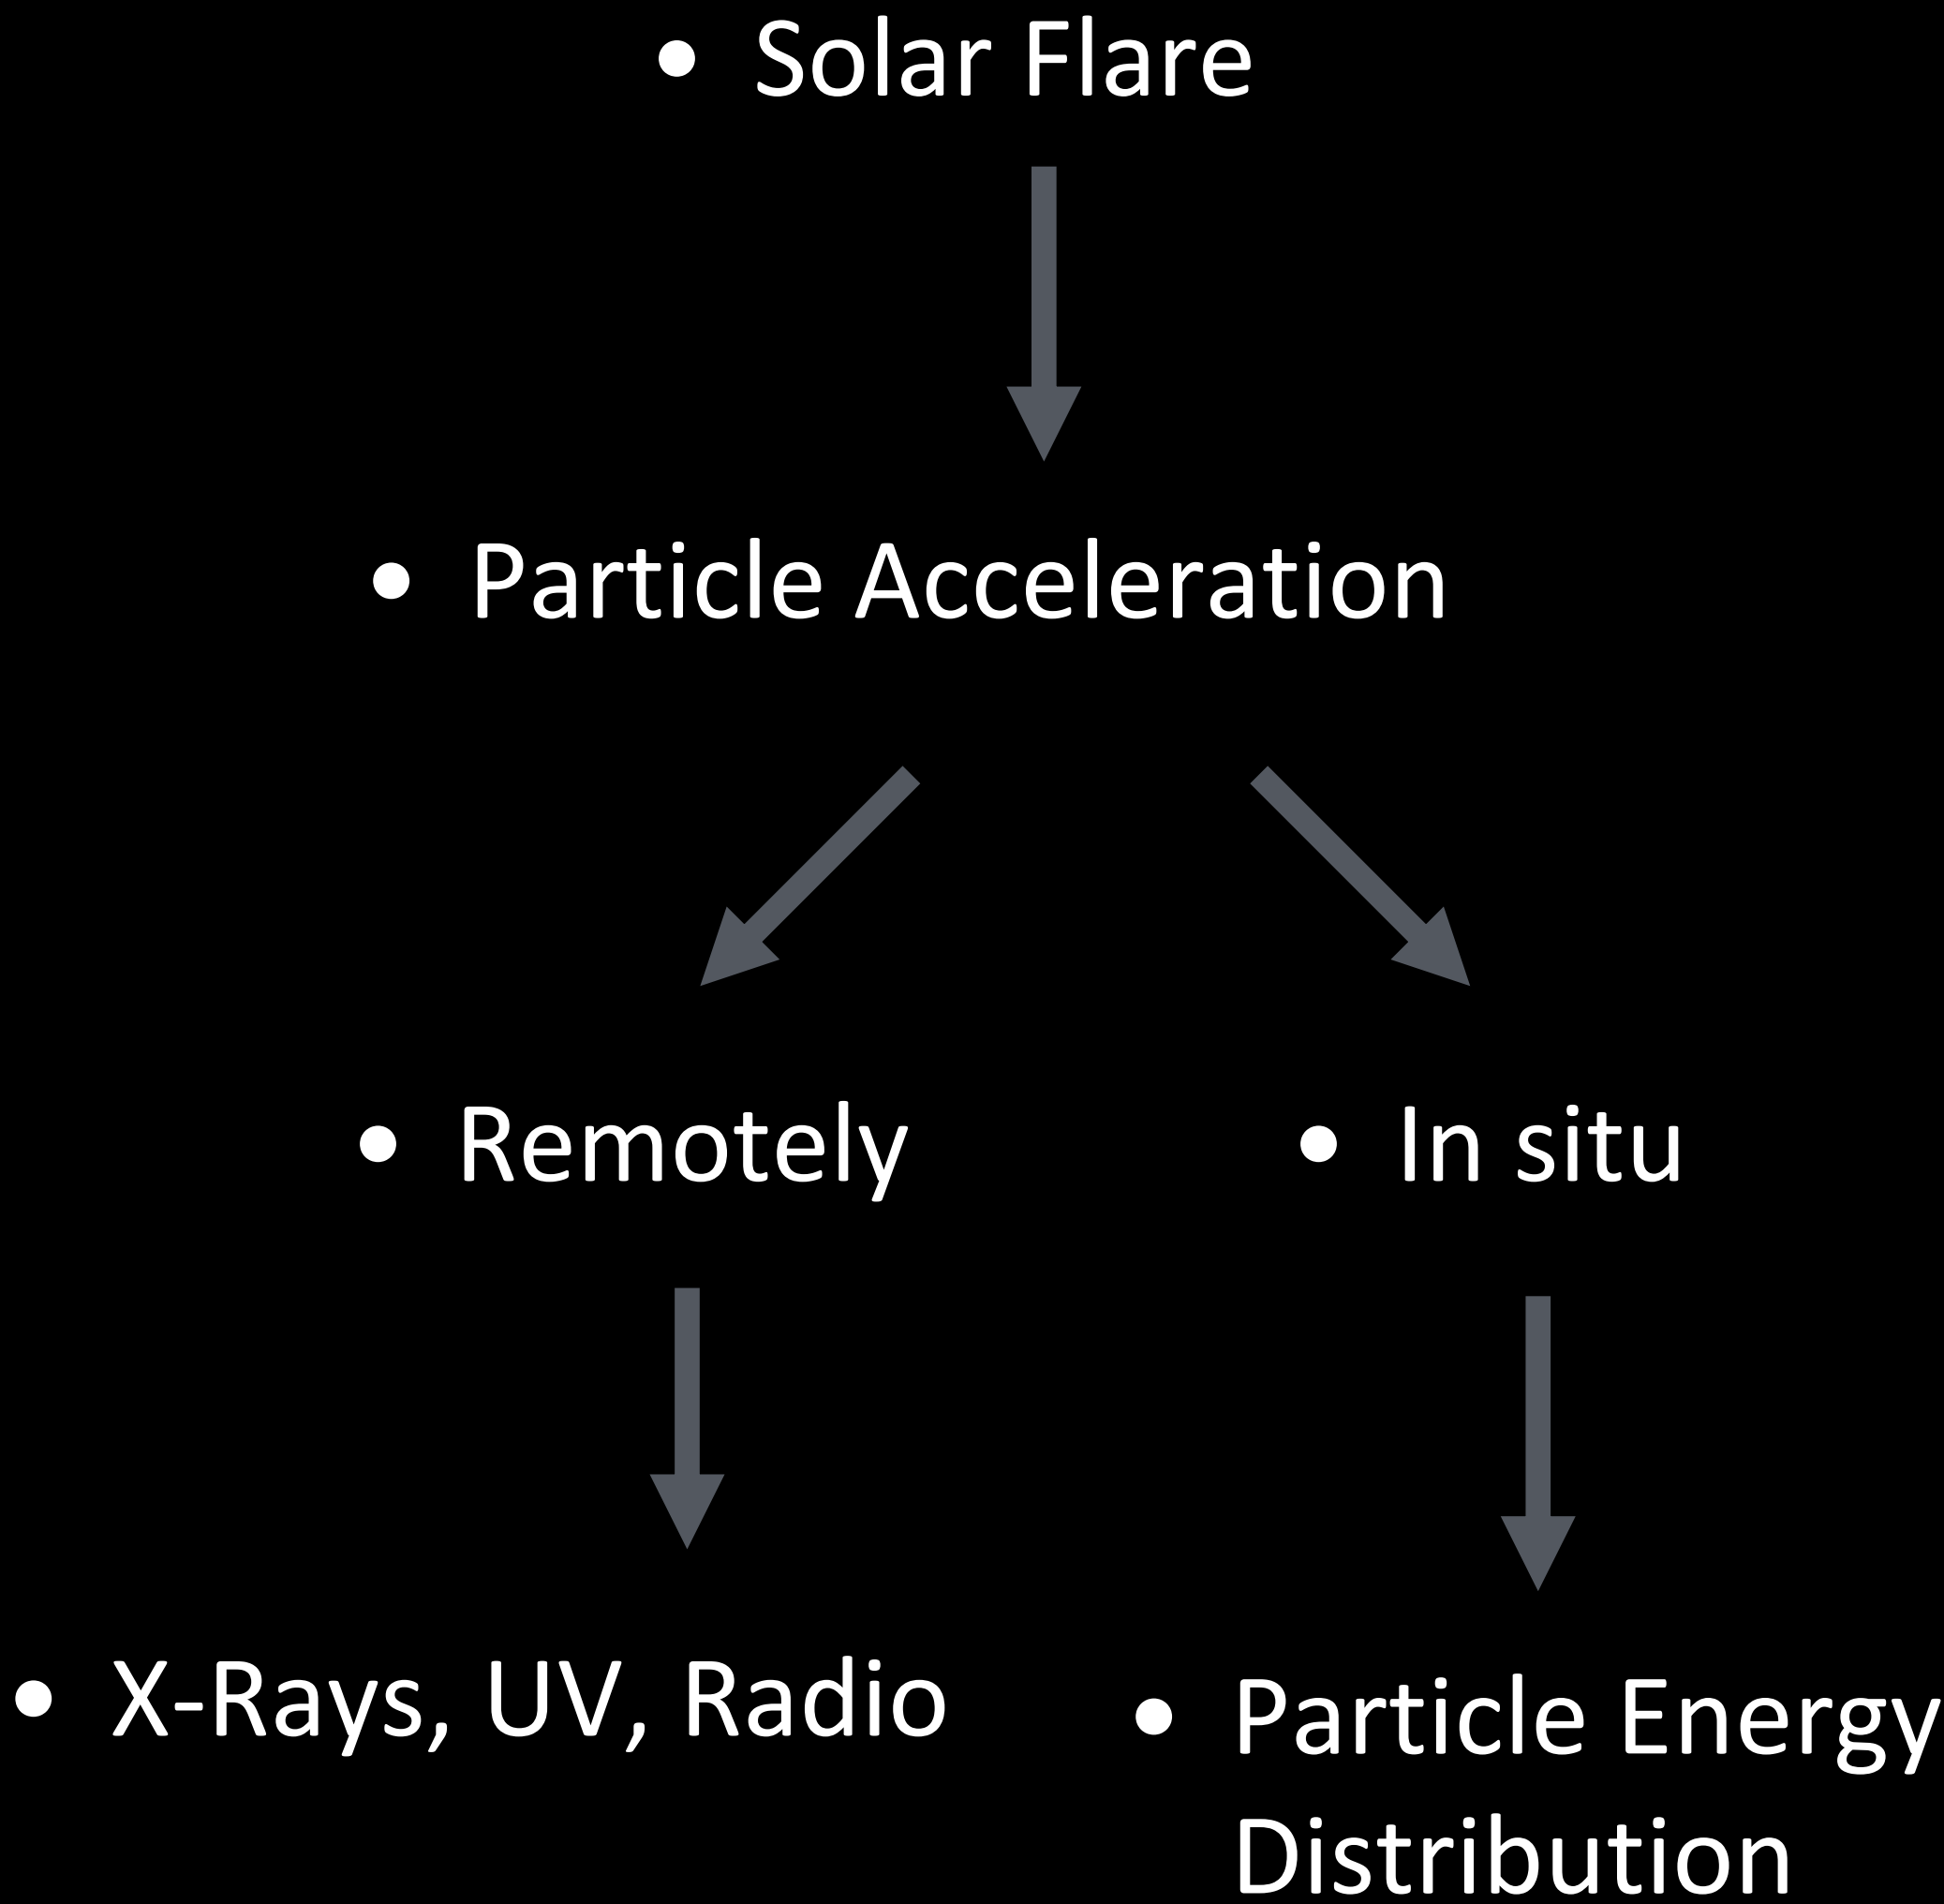 • Solar Flare
• Particle Acceleration
• Remotely
• In situ
• X-Rays, UV, Radio
• Particle Energy
Distribution